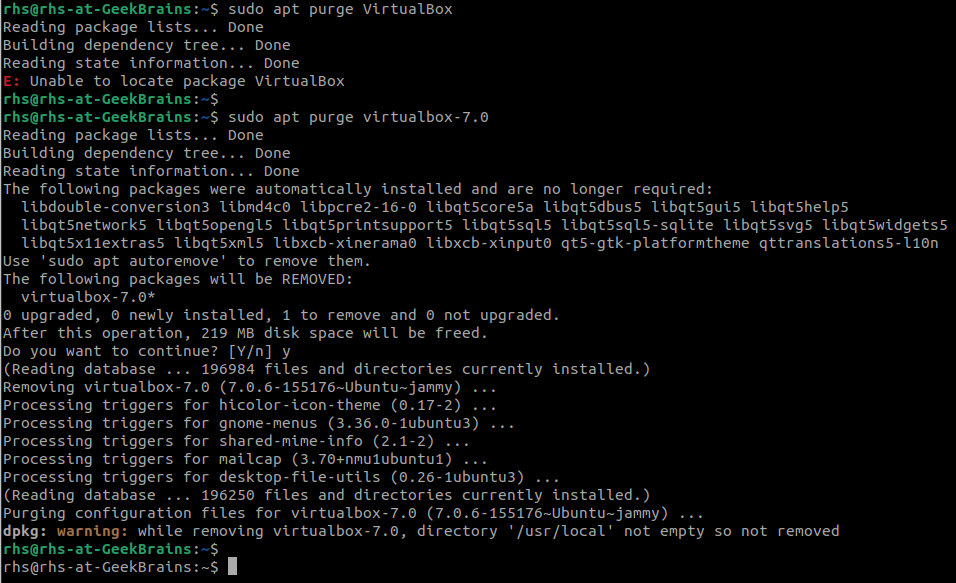 rhs@rhs-at-GeekBrains:~$ sudo apt purge VirtualBox
Reading package lists... Done
Building dependency tree... Done
Reading state information... Done
E: Unable to locate package VirtualBox
rhs@rhs-at-GeekBrains:~$
rhs@rhs-at-GeekBrains:~$ sudo apt purge virtualbox-7.0
Reading package lists... Done
Building dependency tree... Done
Reading state information... Done
The following packages were automatically installed and are no longer required:
  libdouble-conversion3 libmd4c0 libpcre2-16-0 libqt5core5a libqt5dbus5 libqt5gui5 libqt5help5
  libqt5network5 libqt5opengl5 libqt5printsupport5 libqt5sql5 libqt5sql5-sqlite libqt5svg5 libqt5widgets5
  libqt5x11extras5 libqt5xml5 libxcb-xinerama0 libxcb-xinput0 qt5-gtk-platformtheme qttranslations5-l10n
Use 'sudo apt autoremove' to remove them.
The following packages will be REMOVED:
  virtualbox-7.0*
0 upgraded, 0 newly installed, 1 to remove and 0 not upgraded.
After this operation, 219 MB disk space will be freed.
Do you want to continue? [Y/n] y
(Reading database ... 196984 files and directories currently installed.)
Removing virtualbox-7.0 (7.0.6-155176~Ubuntu~jammy) ...
Processing triggers for hicolor-icon-theme (0.17-2) ...
Processing triggers for gnome-menus (3.36.0-1ubuntu3) ...
Processing triggers for shared-mime-info (2.1-2) ...
Processing triggers for mailcap (3.70+nmu1ubuntu1) ...
Processing triggers for desktop-file-utils (0.26-1ubuntu3) ...
(Reading database ... 196250 files and directories currently installed.)
Purging configuration files for virtualbox-7.0 (7.0.6-155176~Ubuntu~jammy) ...
dpkg: warning: while removing virtualbox-7.0, directory '/usr/local' not empty so not removed
rhs@rhs-at-GeekBrains:~$
rhs@rhs-at-GeekBrains:~$